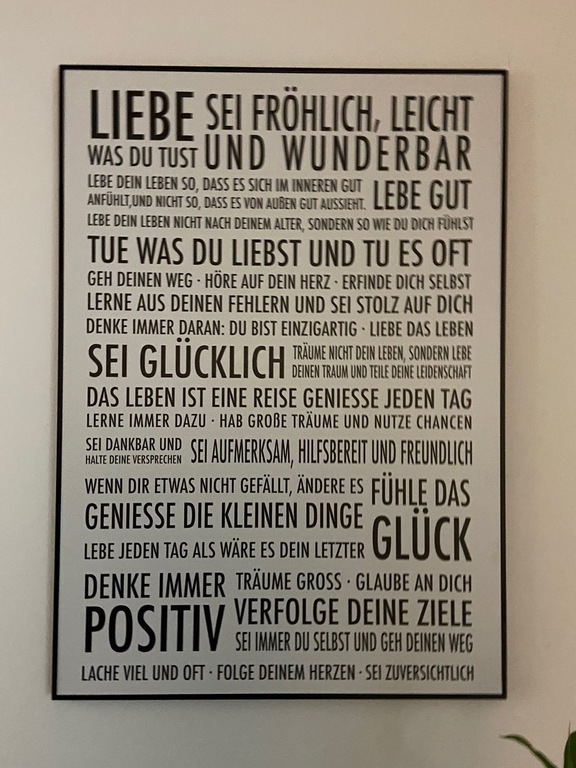 LIEBE SEI FRÖHLICH, LEICHT
WAS DU TUST UND WUNDERBAR
LEBE DEIN LEBEN SO, DASS ES SICH IM INNEREN GUT
ANFÜHLT,UND NICHT SO, DASS ES VON AUßEN GUT AUSSIEHT. LEBE GUT
LEBE DEIN LEBEN NICHT NACH DEINEM ALTER, SONDERN SO WIE DU DICH FÜHLST
TUE WAS DU LIEBST UND TU ES OFT
GEH DEINEN WEG · HÖRE AUF DEIN HERZ · ERFINDE DICH SELBST
LERNE AUS DEINEN FEHLERN UND SEI STOLZ AUF DICH
DENKE IMMER DARAN: DU BIST EINZIGARTIG · LIEBE DAS LEBEN
SEI GLÜCKLICH
TRÄUME NICHT DEIN LEBEN, SONDERN LEBE
DEINEN TRAUM UND TEILE DEINE LEIDENSCHAFT
DAS LEBEN IST EINE REISE GENIESSE JEDEN TAG
LERNE IMMER DAZU · HAB GROßE TRÄUME UND NUTZE CHANCEN
SEI DANKBAR UND
HALTE DEINE VERSPRECHEN
SEI AUFMERKSAM, HILFSBEREIT UND FREUNDLICH
WENN DIR ETWAS NICHT GEFÄLLT, ÄNDERE ES
GENIESSE DIE KLEINEN DINGE
LEBE JEDEN TAG ALS WÄRE ES DEIN LETZTER
FÜHLE DAS
GLÜCK
DENKE IMMER
POSITIV
TRÄUME GROSS · GLAUBE AN DICH
VERFOLGE DEINE ZIELE
SEI IMMER DU SELBST UND GEH DEINEN WEG
LACHE VIEL UND OFT · FOLGE DEINEM HERZEN · SEI ZUVERSICHTLICH